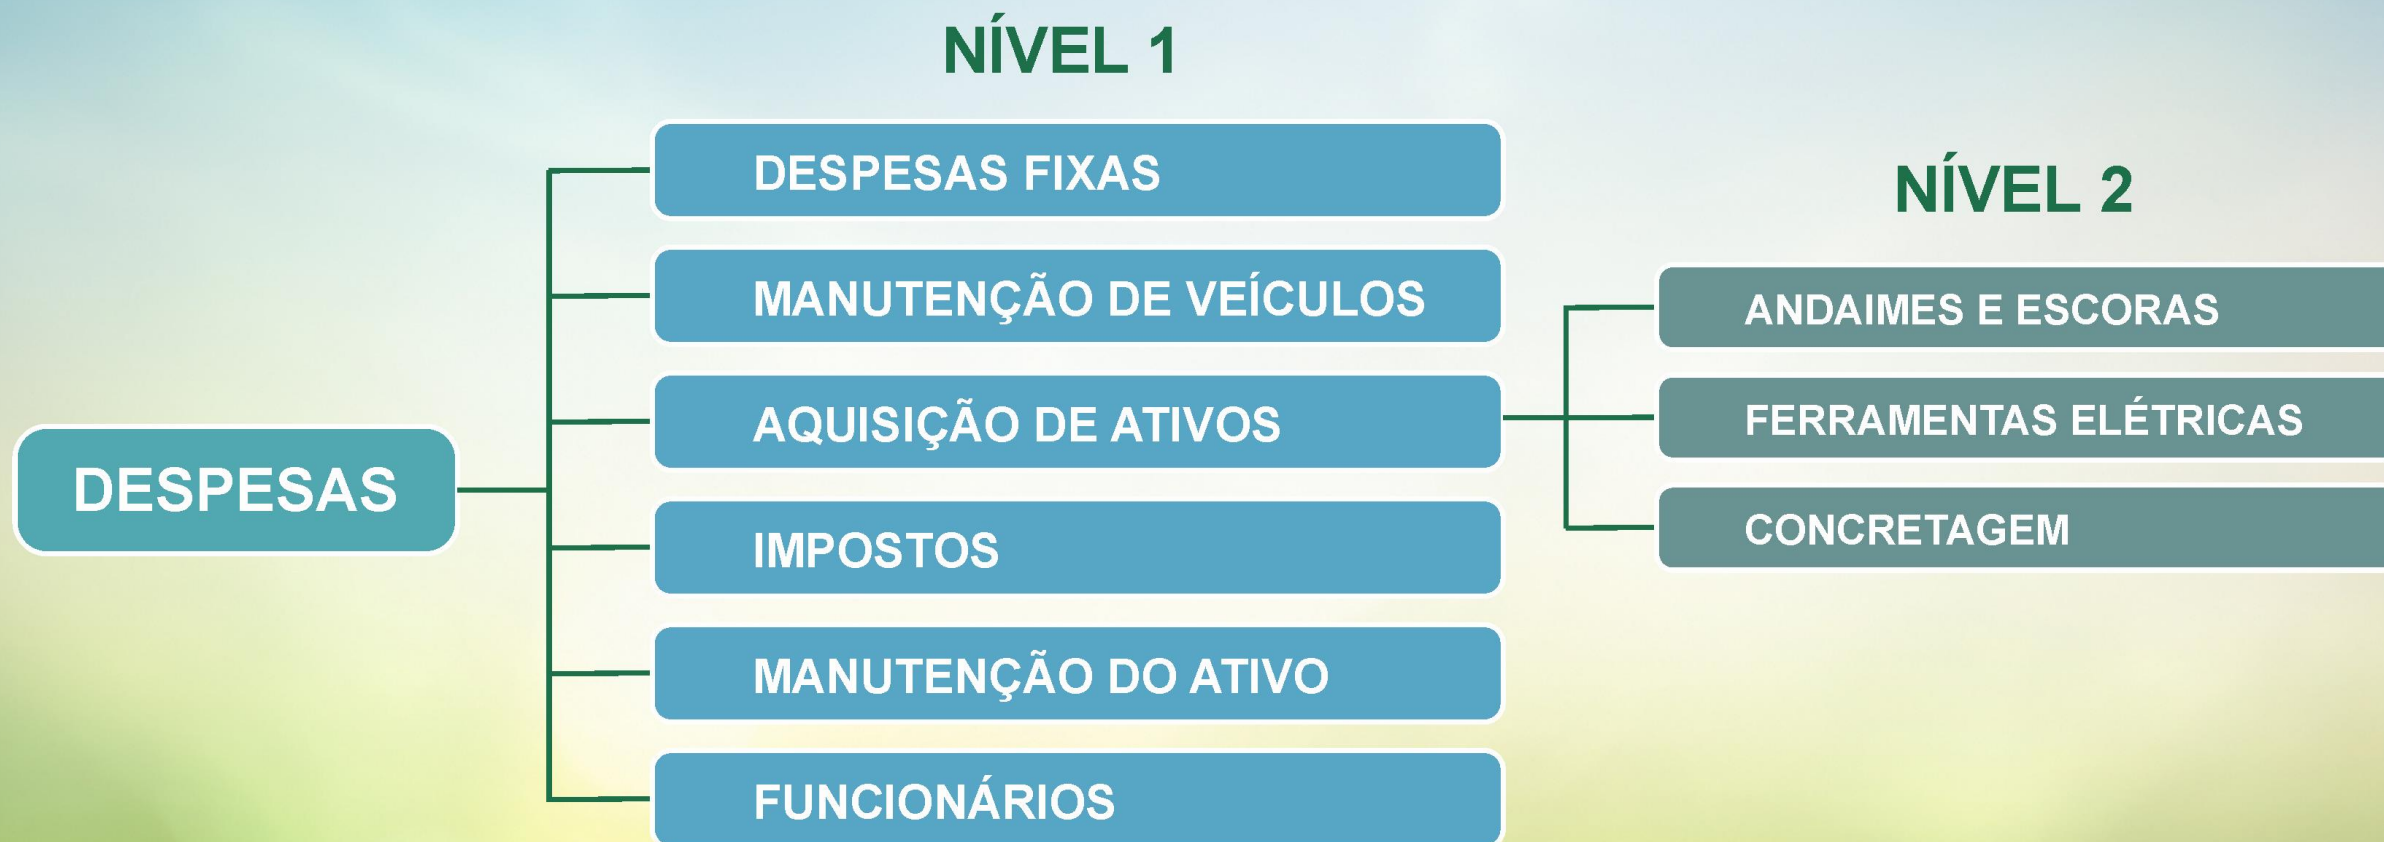 NÍVEL 1
DESPESAS FIXAS
NÍVEL 2
MANUTENÇÃO DE VEÍCULOS
ANDAIMES E ESCORAS
AQUISIÇÃO DE ATIVOS
FERRAMENTAS ELÉTRICAS
DESPESAS
IMPOSTOS
CONCRETAGEM
MANUTENÇÃO DO ATIVO
FUNCIONÁRIOS